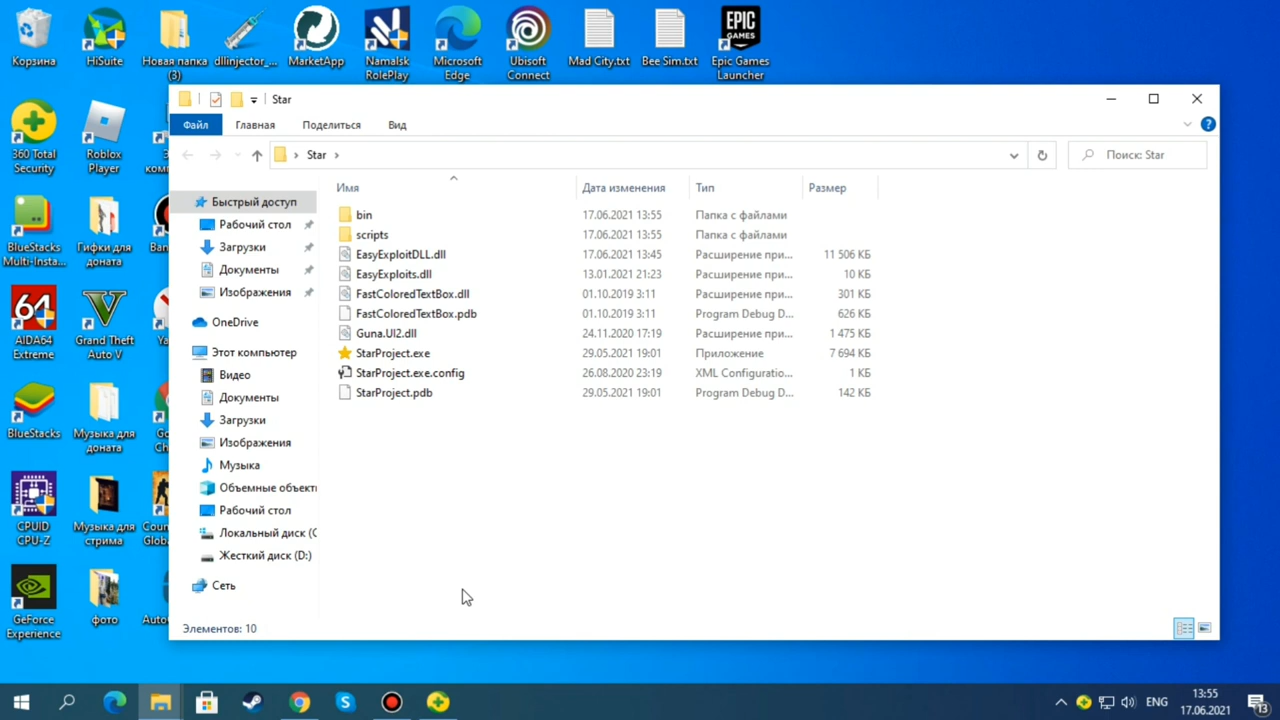 Корзина
HiSuite
Новая папка
(3)
dllinjector_...
MarketApp
Namalsk
RolePlay
Microsoft
Edge
Ubisoft
Connect
Mad City.txt
Bee Sim.txt
EPIC
GAMES
Epic Games
Launcher
360 Total
Security
Roblox
Player
BlueStacks
Multi-Insta...
Гифки для
доната
64
AIDA64
Extreme
Grand Theft
Auto V
BlueStacks
Музыка для
доната
CPUID
CPU-Z
Музыка для
стрима
GeForce
Experience
фото
Star
Файл
Главная
Поделиться
Вид
Star
Поиск: Star
Имя
Дата изменения
Тип
Размер
Быстрый доступ
Рабочий стол
Загрузки
Документы
Изображения
OneDrive
Этот компьютер
Видео
Документы
Загрузки
Изображения
Музыка
Объемные объект
Рабочий стол
Локальный диск (C
Жесткий диск (D:)
Сеть
bin 17.06.2021 13:55 Папка с файлами
scripts 17.06.2021 13:55 Папка с файлами
EasyExploitDLL.dll 17.06.2021 13:45 Расширение при... 11 506 КБ
EasyExploits.dll 13.01.2021 21:23 Расширение при... 10 КБ
FastColoredTextBox.dll 01.10.2019 3:11 Расширение при... 301 КБ
FastColoredTextBox.pdb 01.10.2019 3:11 Program Debug D... 626 КБ
Guna.UI2.dll 24.11.2020 17:19 Расширение при... 1 475 КБ
StarProject.exe 29.05.2021 19:01 Приложение 7 694 КБ
StarProject.exe.config 26.08.2020 23:19 XML Configuratio... 1 КБ
StarProject.pdb 29.05.2021 19:01 Program Debug D... 142 КБ
Элементов: 10
ENG
13:55
17.06.2021
13